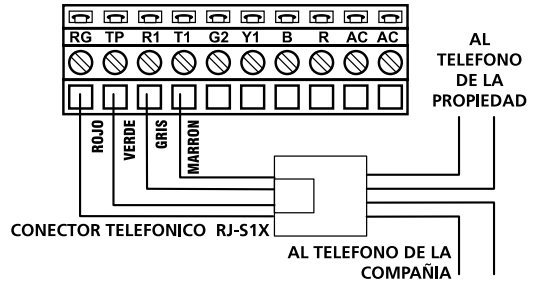 RG TP R1 T1 G2 Y1 B R AC AC
AL
TELEFONO
DE LA
PROPIEDAD
ROJO
VERDE
GRIS
MARRON
CONECTOR TELEFONICO RJ-S1X
AL TELEFONO DE LA
COMPAÑIA